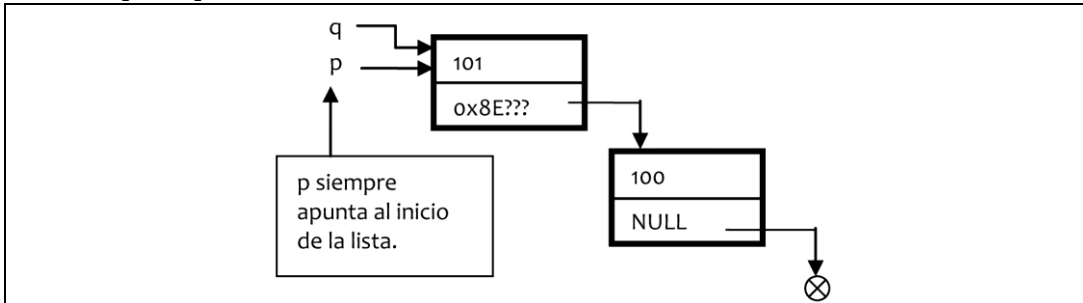 q
p
101
0x8E???
100
NULL
p siempre
apunta al inicio
de la lista.